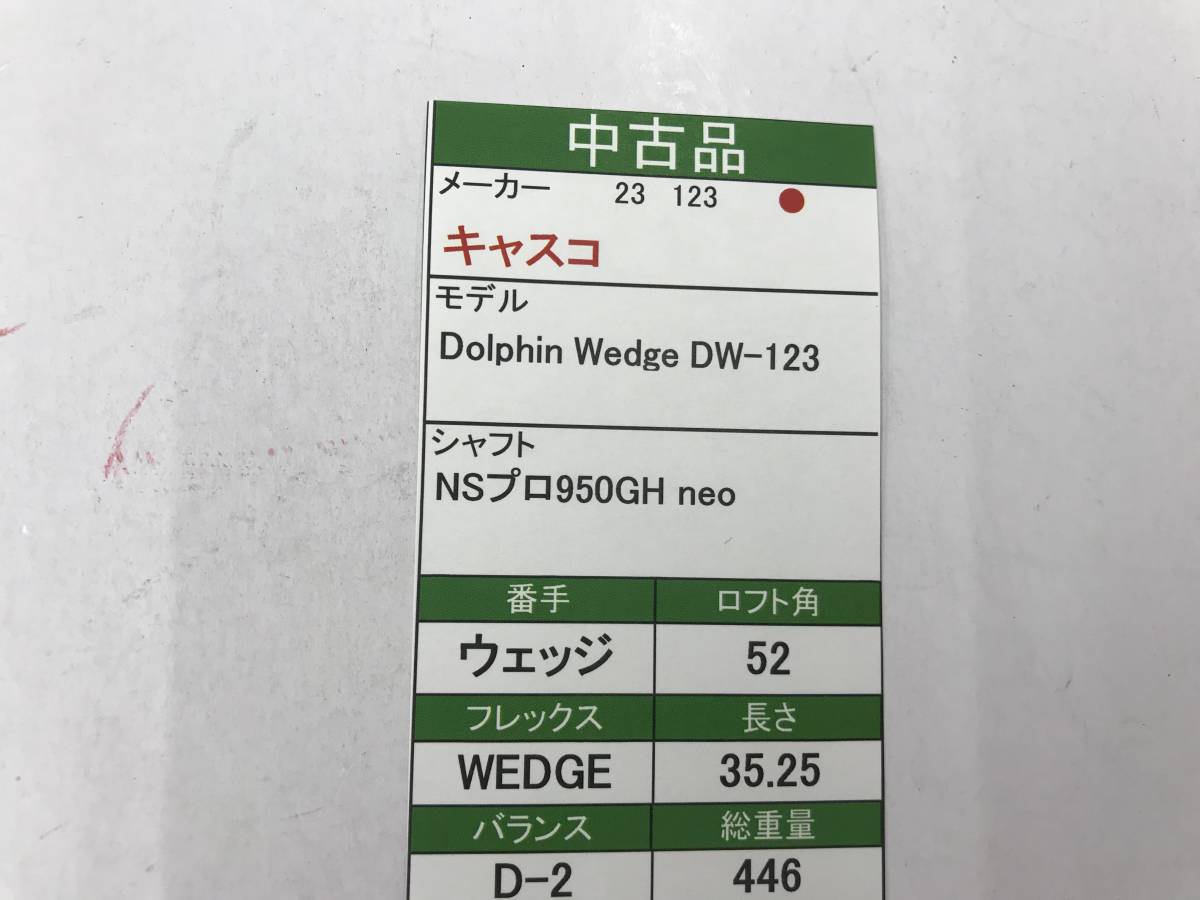 中古品
メーカー 23 123
キャスコ
モデル
Dolphin Wedge DW-123
シャフト
NSプロ950GH neo
番手 ロフト角
ウェッジ 52
フレックス 長さ
WEDGE 35.25
バランス 総重量
D-2 446